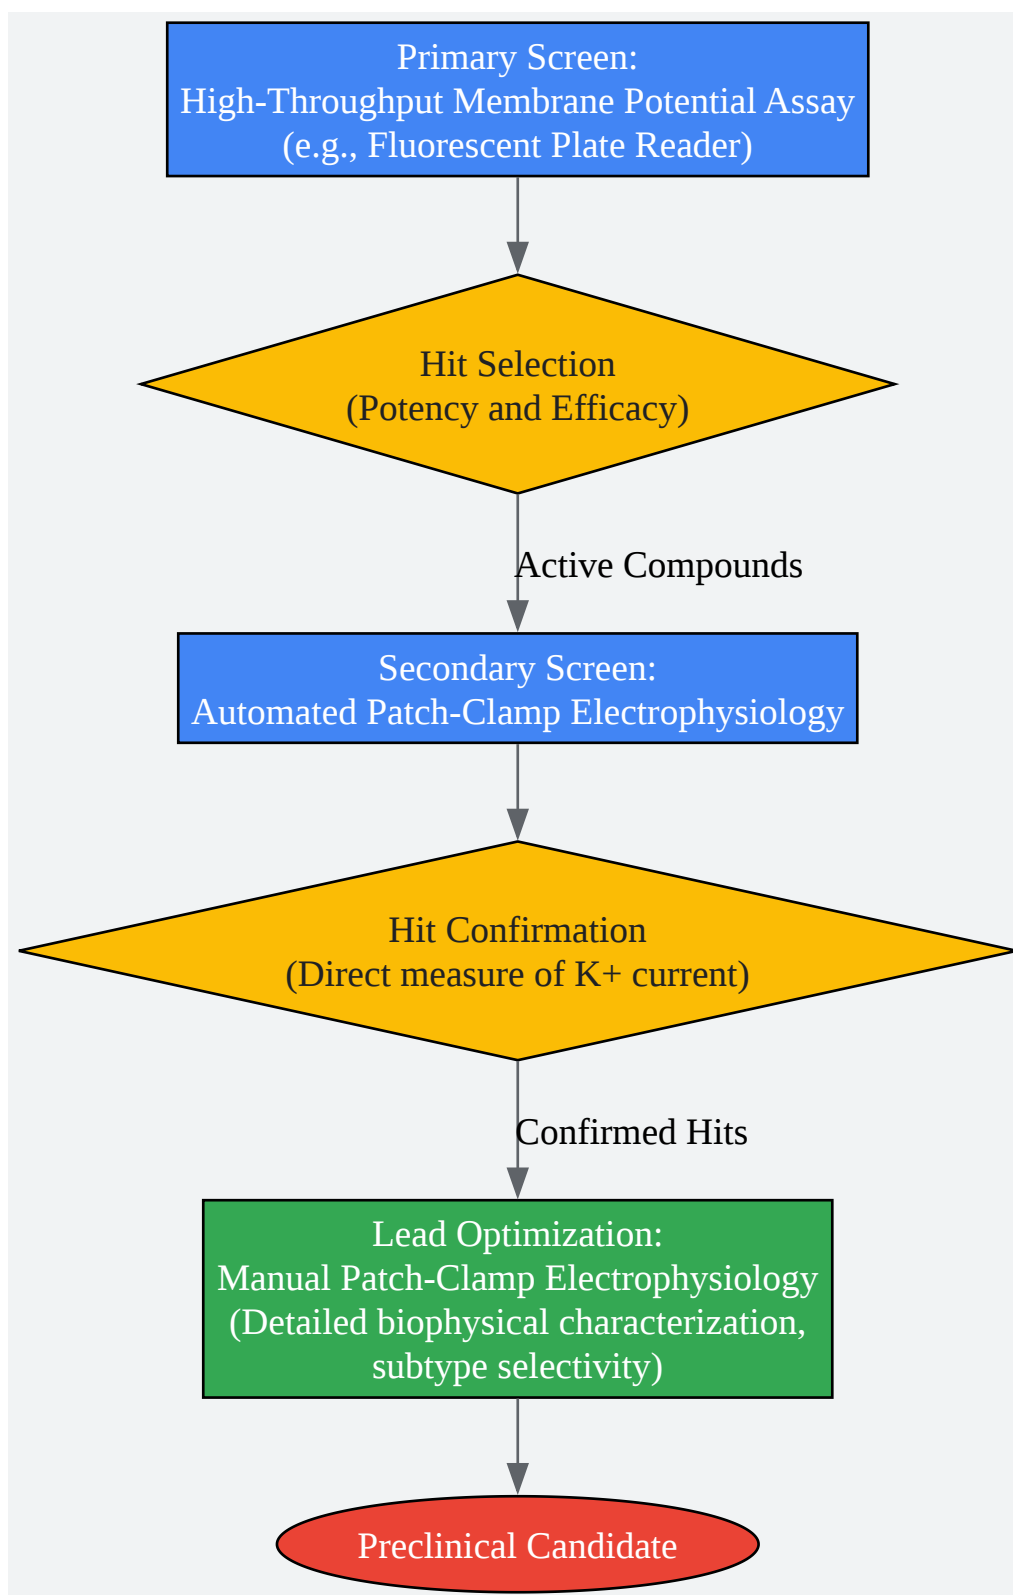 Primary Screen:
High-Throughput Membrane Potential Assay
(e.g., Fluorescent Plate Reader)
Hit Selection
(Potency and Efficacy)
Active Compounds
Secondary Screen:
Automated Patch-Clamp Electrophysiology
Hit Confirmation
(Direct measure of K+ current)
Confirmed Hits
Lead Optimization:
Manual Patch-Clamp Electrophysiology
(Detailed biophysical characterization,
subtype selectivity)
Preclinical Candidate